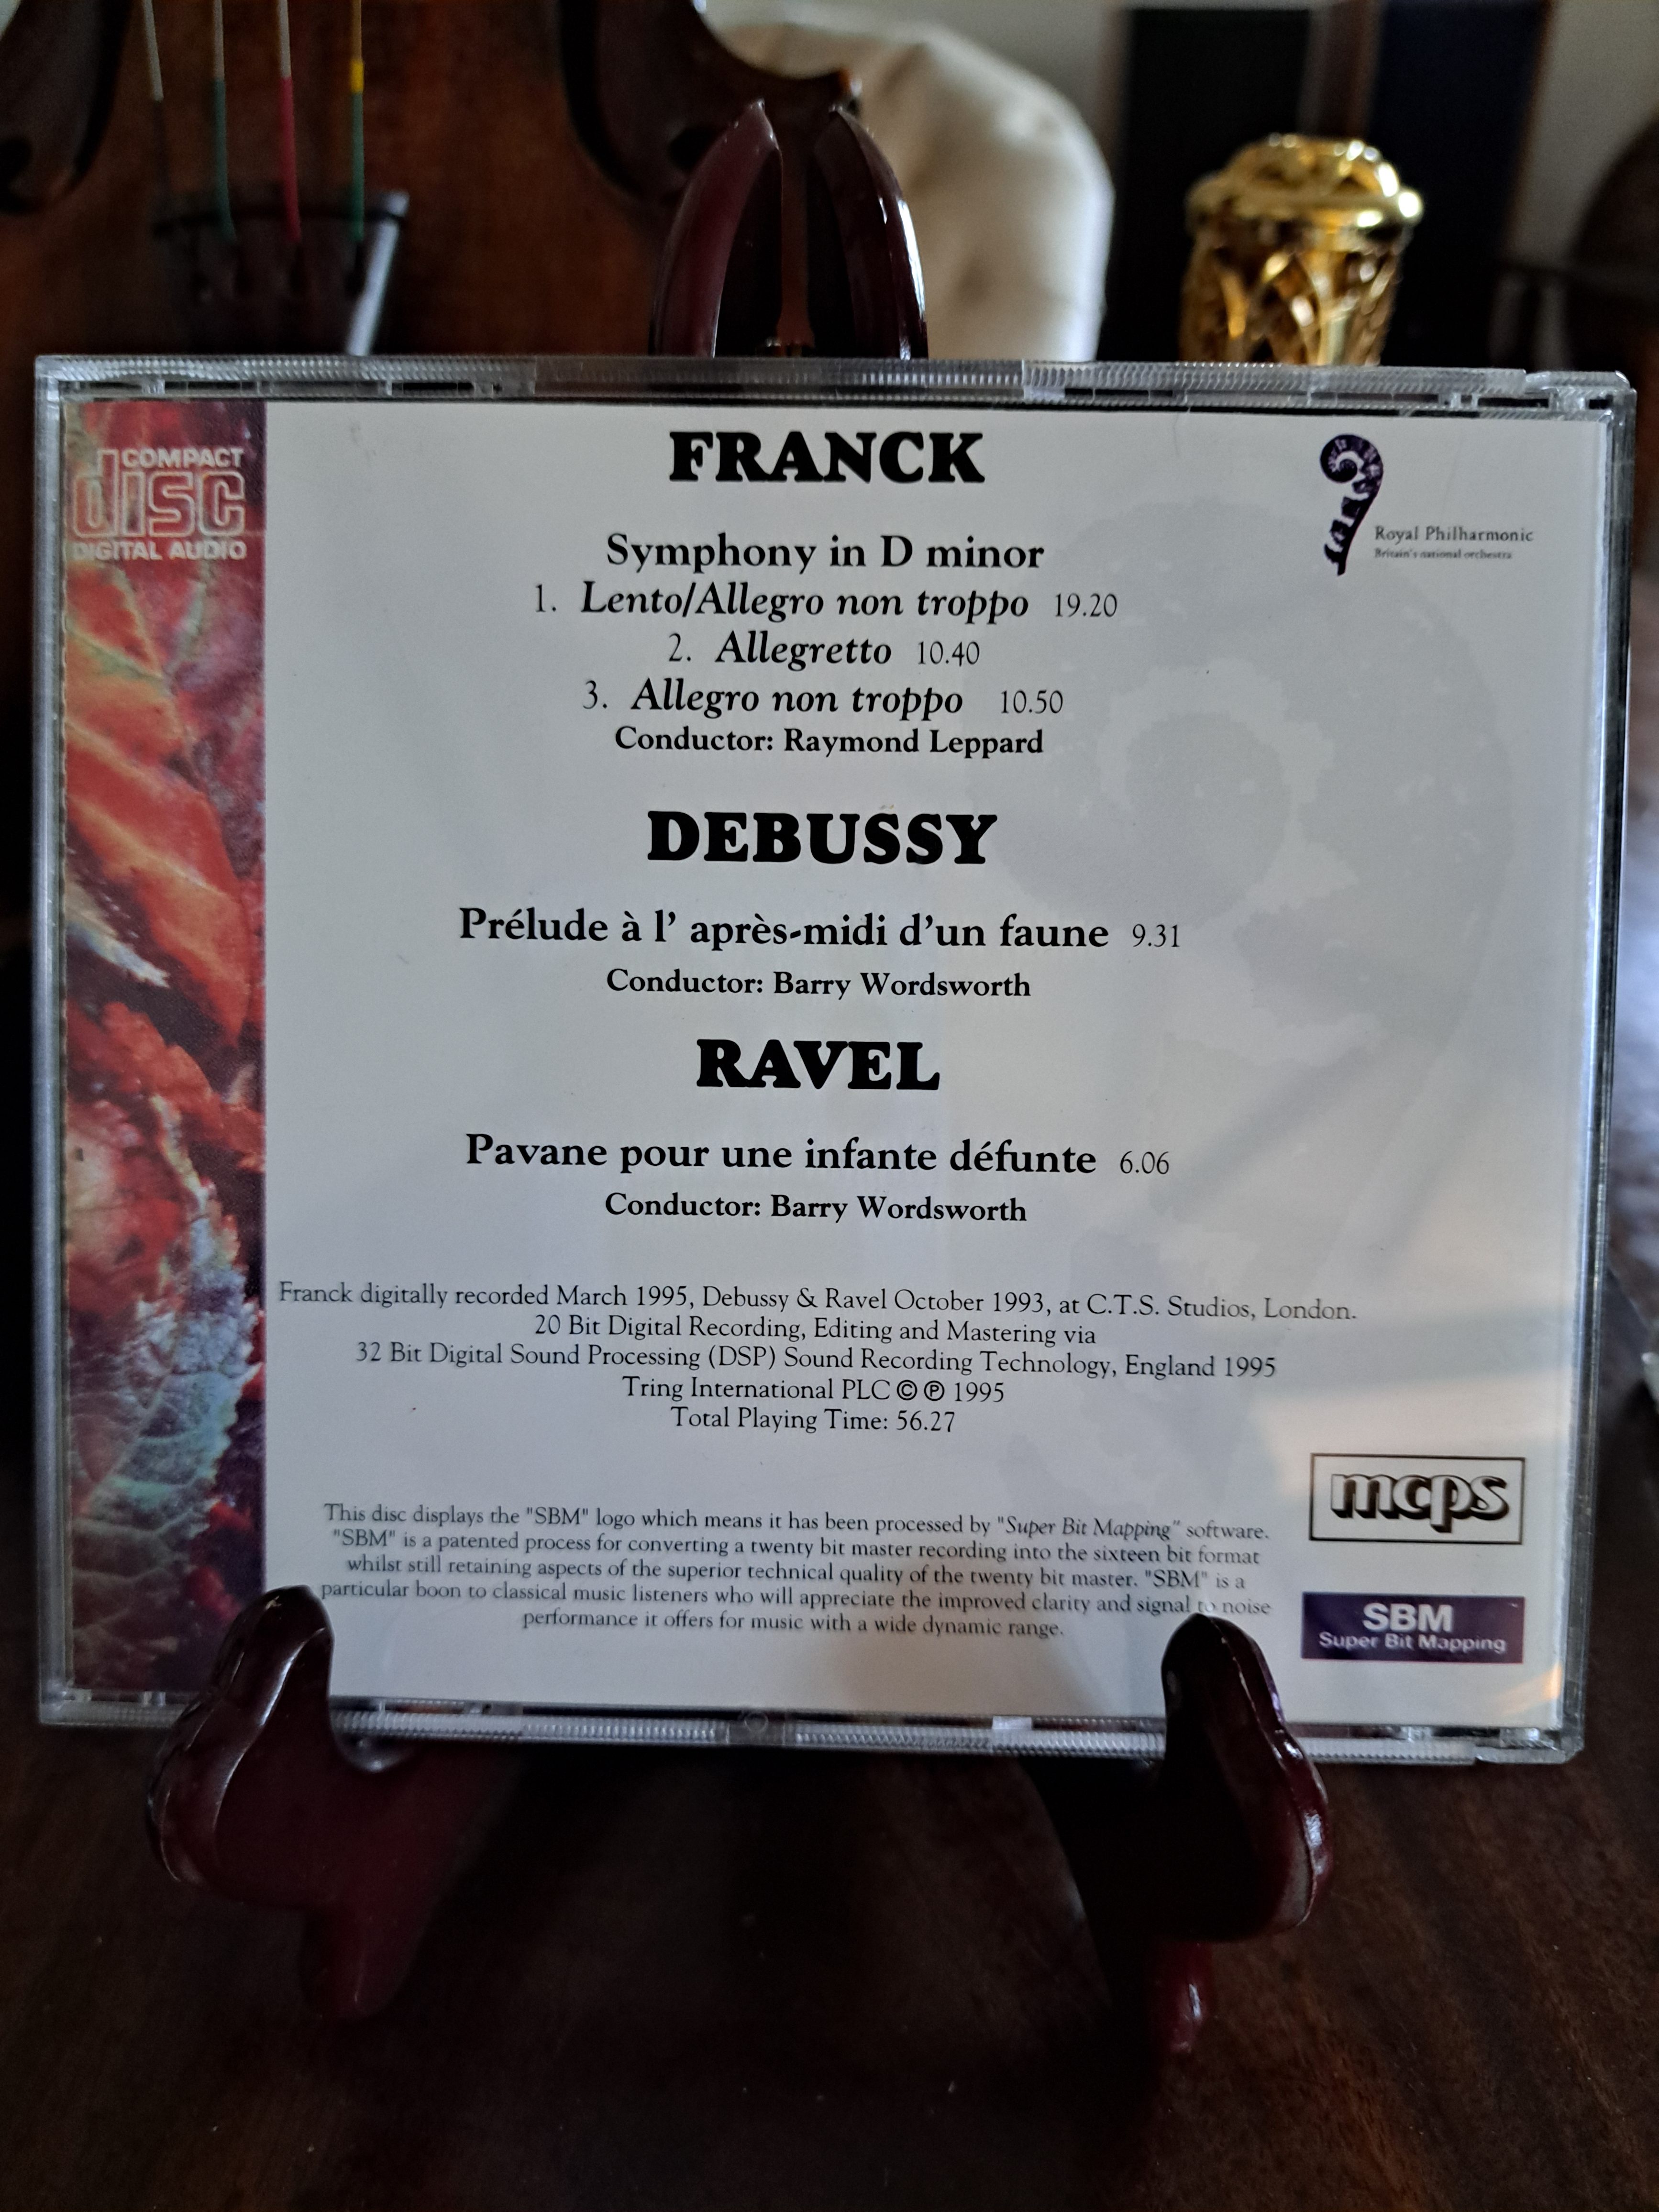 COMPACT
disc
DIGITAL AUDIO
FRANCK
Royal Philharmonic
Britain's national orchestra
Symphony in D minor
1. Lento/Allegro non troppo 19.20
2. Allegretto 10.40
3. Allegro non troppo 10.50
Conductor: Raymond Leppard
DEBUSSY
Prélude à l' après-midi d'un faune 9.31
Conductor: Barry Wordsworth
RAVEL
Pavane pour une infante défunte 6.06
Conductor: Barry Wordsworth
Franck digitally recorded March 1995, Debussy & Ravel October 1993, at C.T.S. Studios, London.
20 Bit Digital Recording, Editing and Mastering via
32 Bit Digital Sound Processing (DSP) Sound Recording Technology, England 1995
Tring International PLC © ℗ 1995
Total Playing Time: 56.27
mcps
This disc displays the "SBM" logo which means it has been processed by "Super Bit Mapping" software.
"SBM" is a patented process for converting a twenty bit master recording into the sixteen bit format
whilst still retaining aspects of the superior technical quality of the twenty bit master. "SBM" is a
particular boon to classical music listeners who will appreciate the improved clarity and signal to noise
performance it offers for music with a wide dynamic range.
SBM
Super Bit Mapping